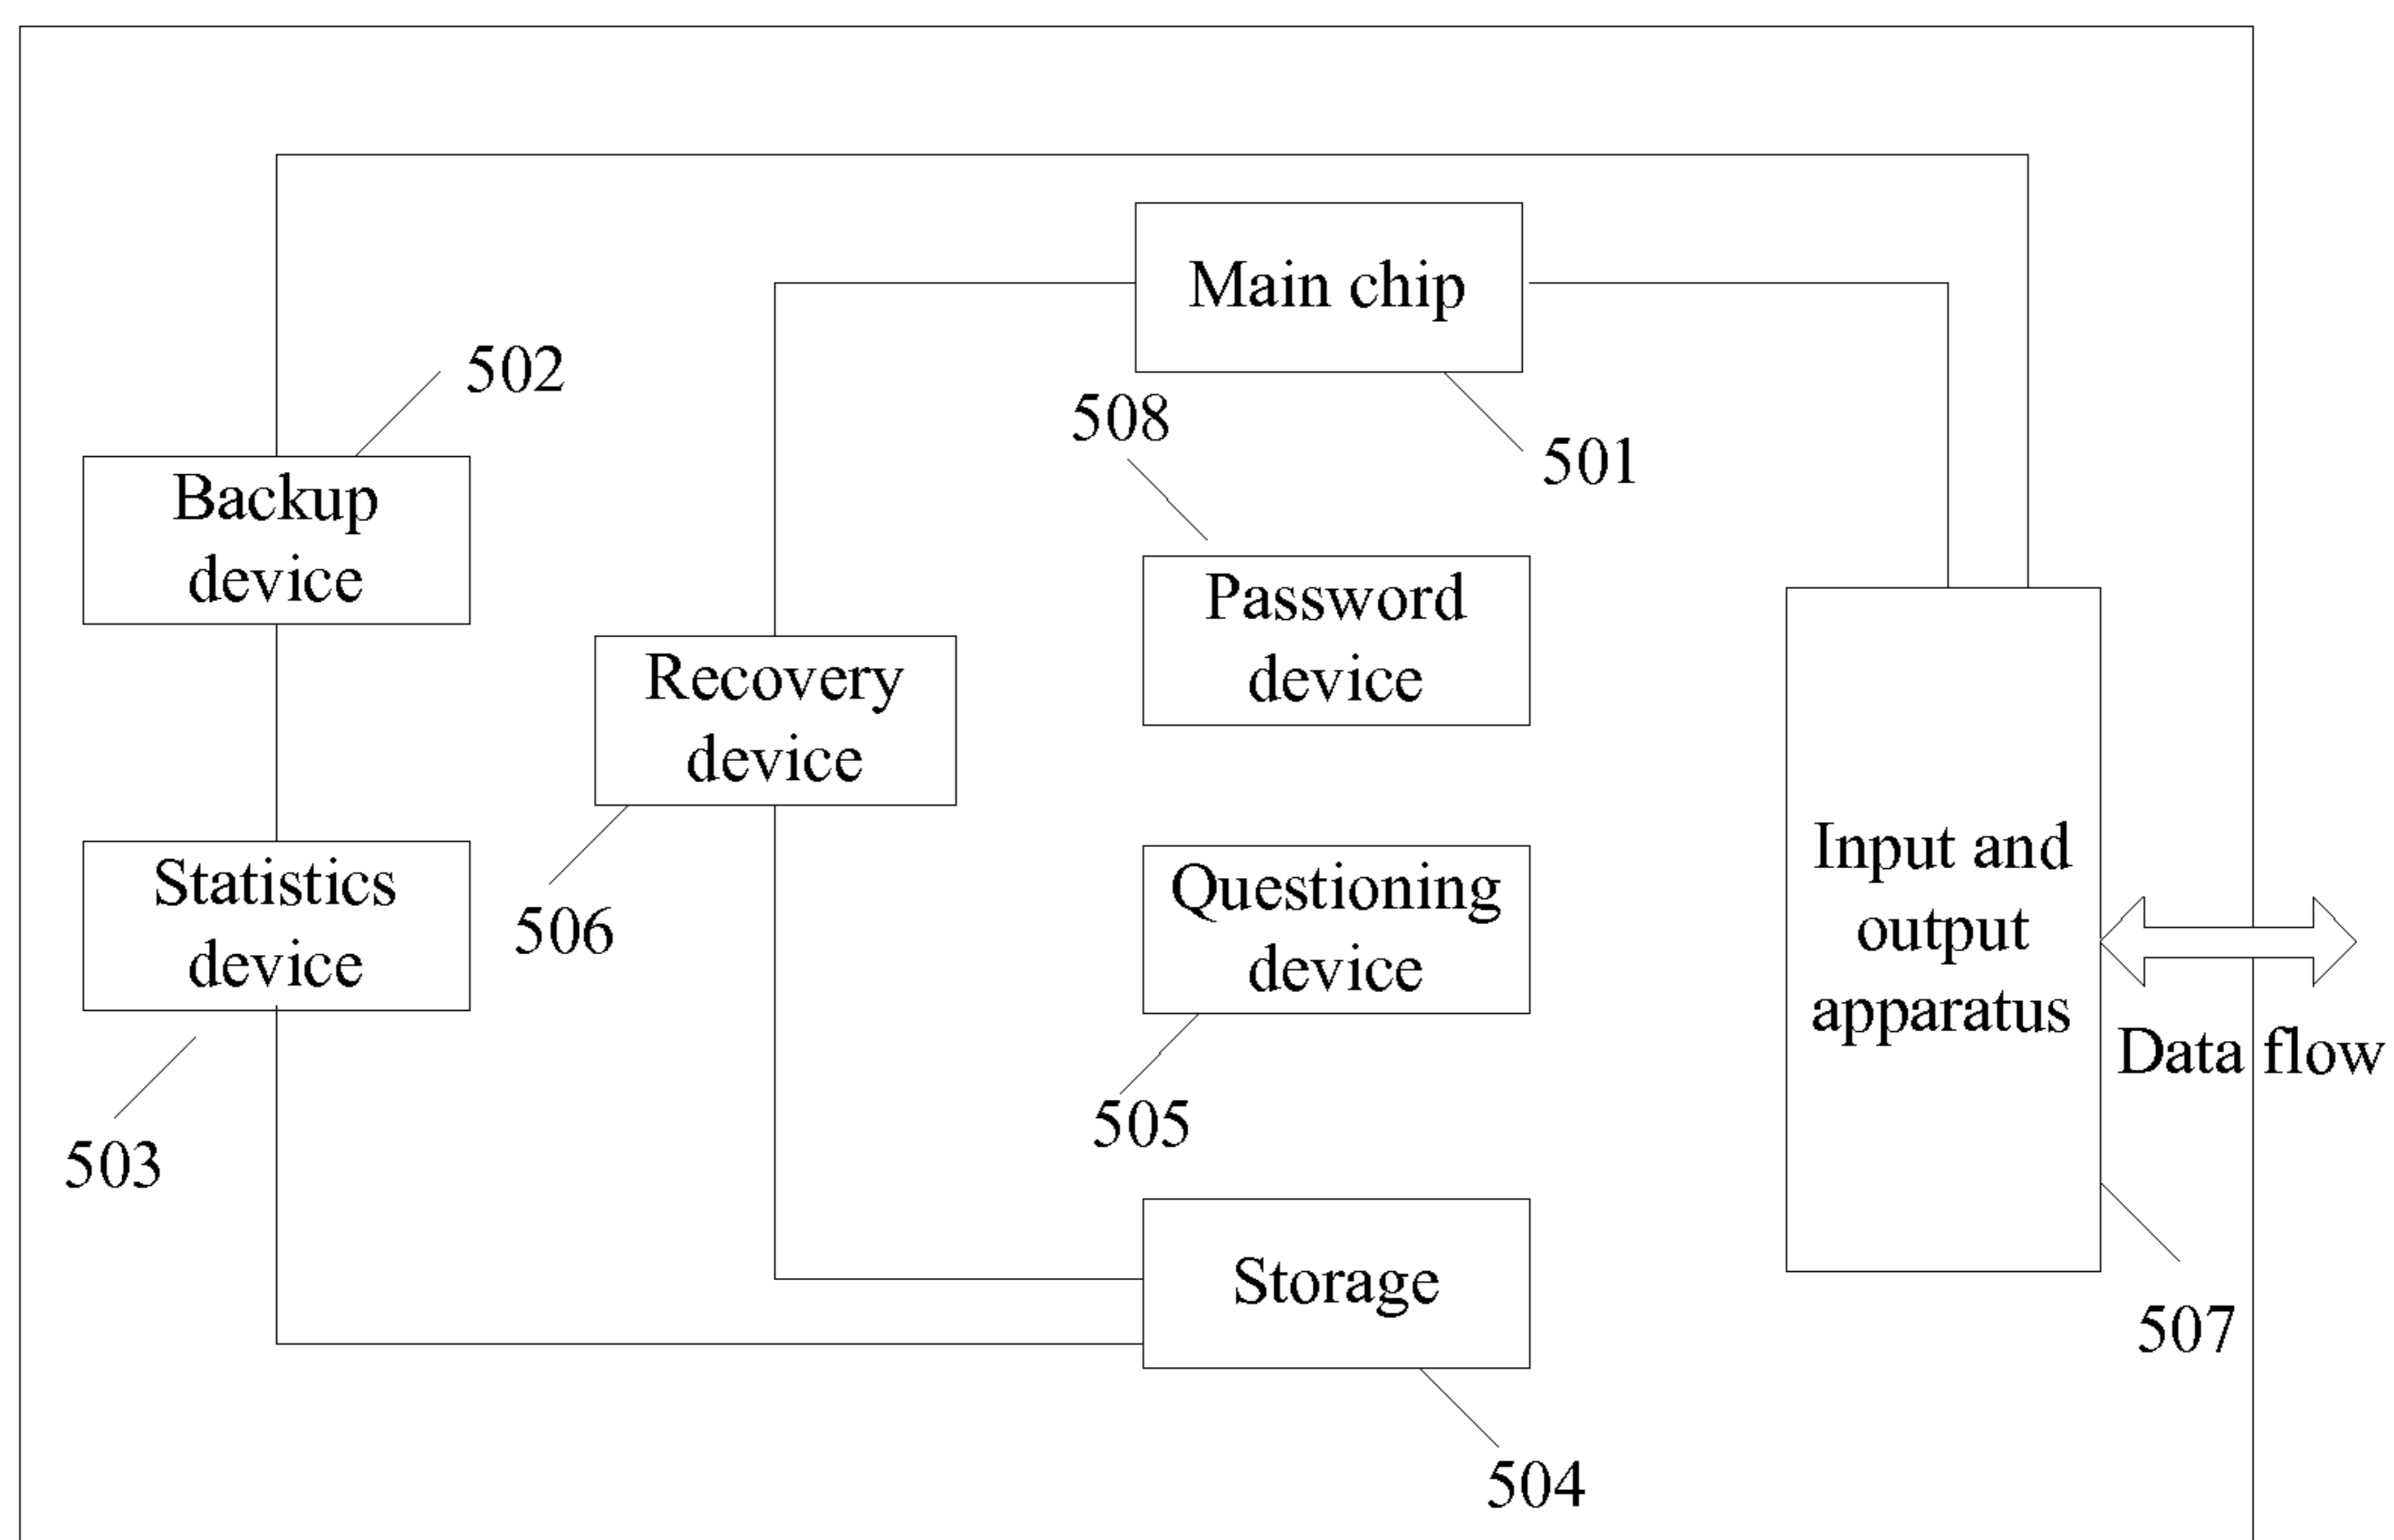 Main chip
502
508
501
Backup
device
Password
device
Recovery
device
Input and
output
apparatus
Statistics
device
Questioning
device
506
Data flow
505
503
Storage
507
504